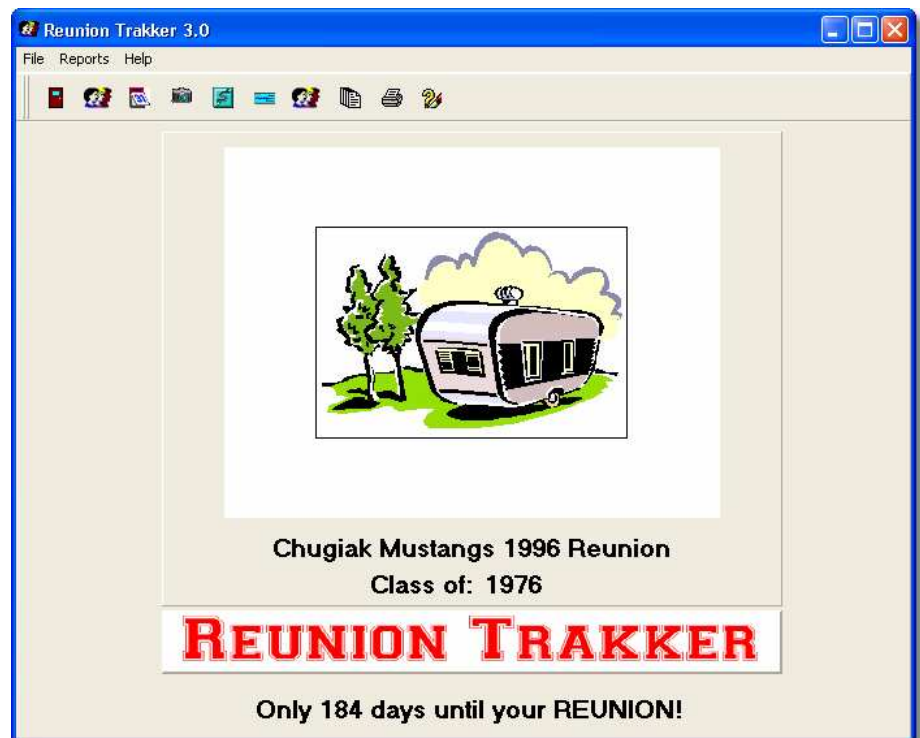 Reunion Trakker 3.0
File Reports Help
Chugiak Mustangs 1996 Reunion
Class of: 1976
REUNION TRAKKER
Only 184 days until your REUNION!